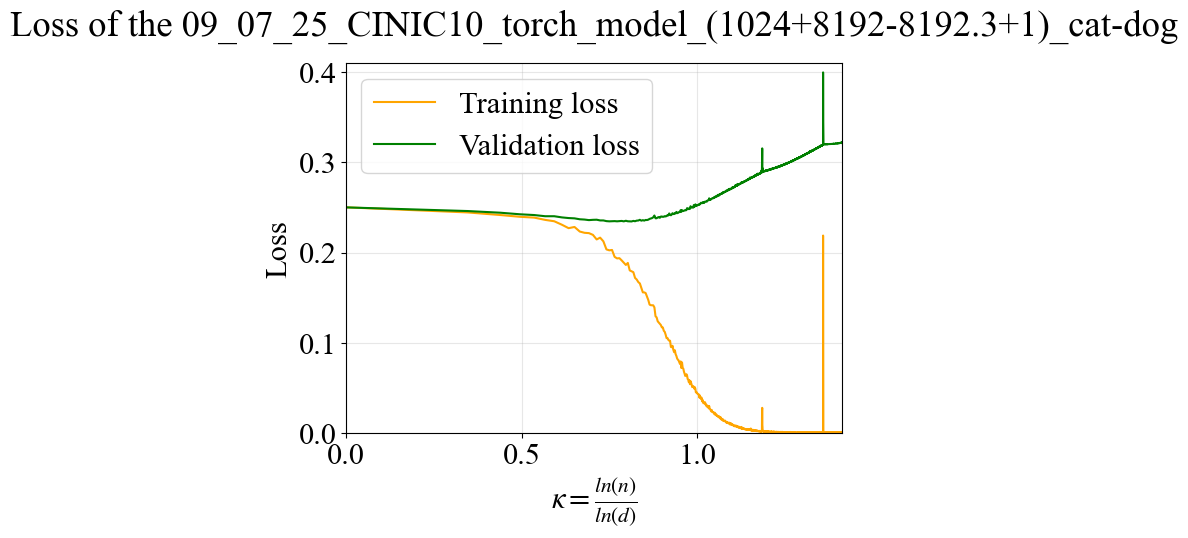 Loss of the 09_07_25_CINIC10_torch_model_(1024+8192-8192.3+1)_cat-dog
Training loss
Validation loss
0.4
0.3
0.2
0.1
0.0
Loss
0.0 0.5 1.0
κ = ln(n) / ln(d)